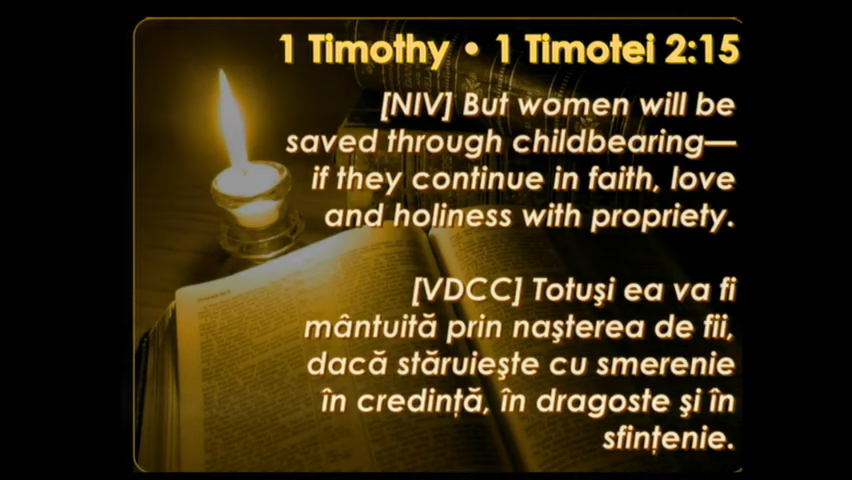 1 Timothy • 1 Timotei 2:15
[NIV] But women will be
saved through childbearing—
if they continue in faith, love
and holiness with propriety.
[VDCC] Totuşi ea va fi
mântuită prin naşterea de fii,
dacă stăruieşte cu smerenie
în credință, în dragoste şi în
sfințenie.